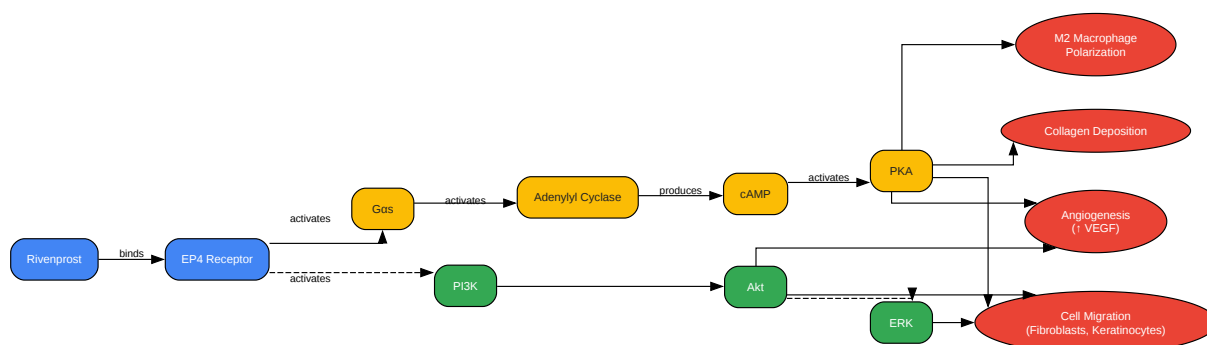 M2 Macrophage
Polarization
Collagen Deposition
PKA
activates
cAMP
produces
Adenylyl Cyclase
activates
Gαs
activates
Angiogenesis
(↑ VEGF)
Rivenprost
binds
EP4 Receptor
activates
PI3K
Akt
ERK
Cell Migration
(Fibroblasts, Keratinocytes)